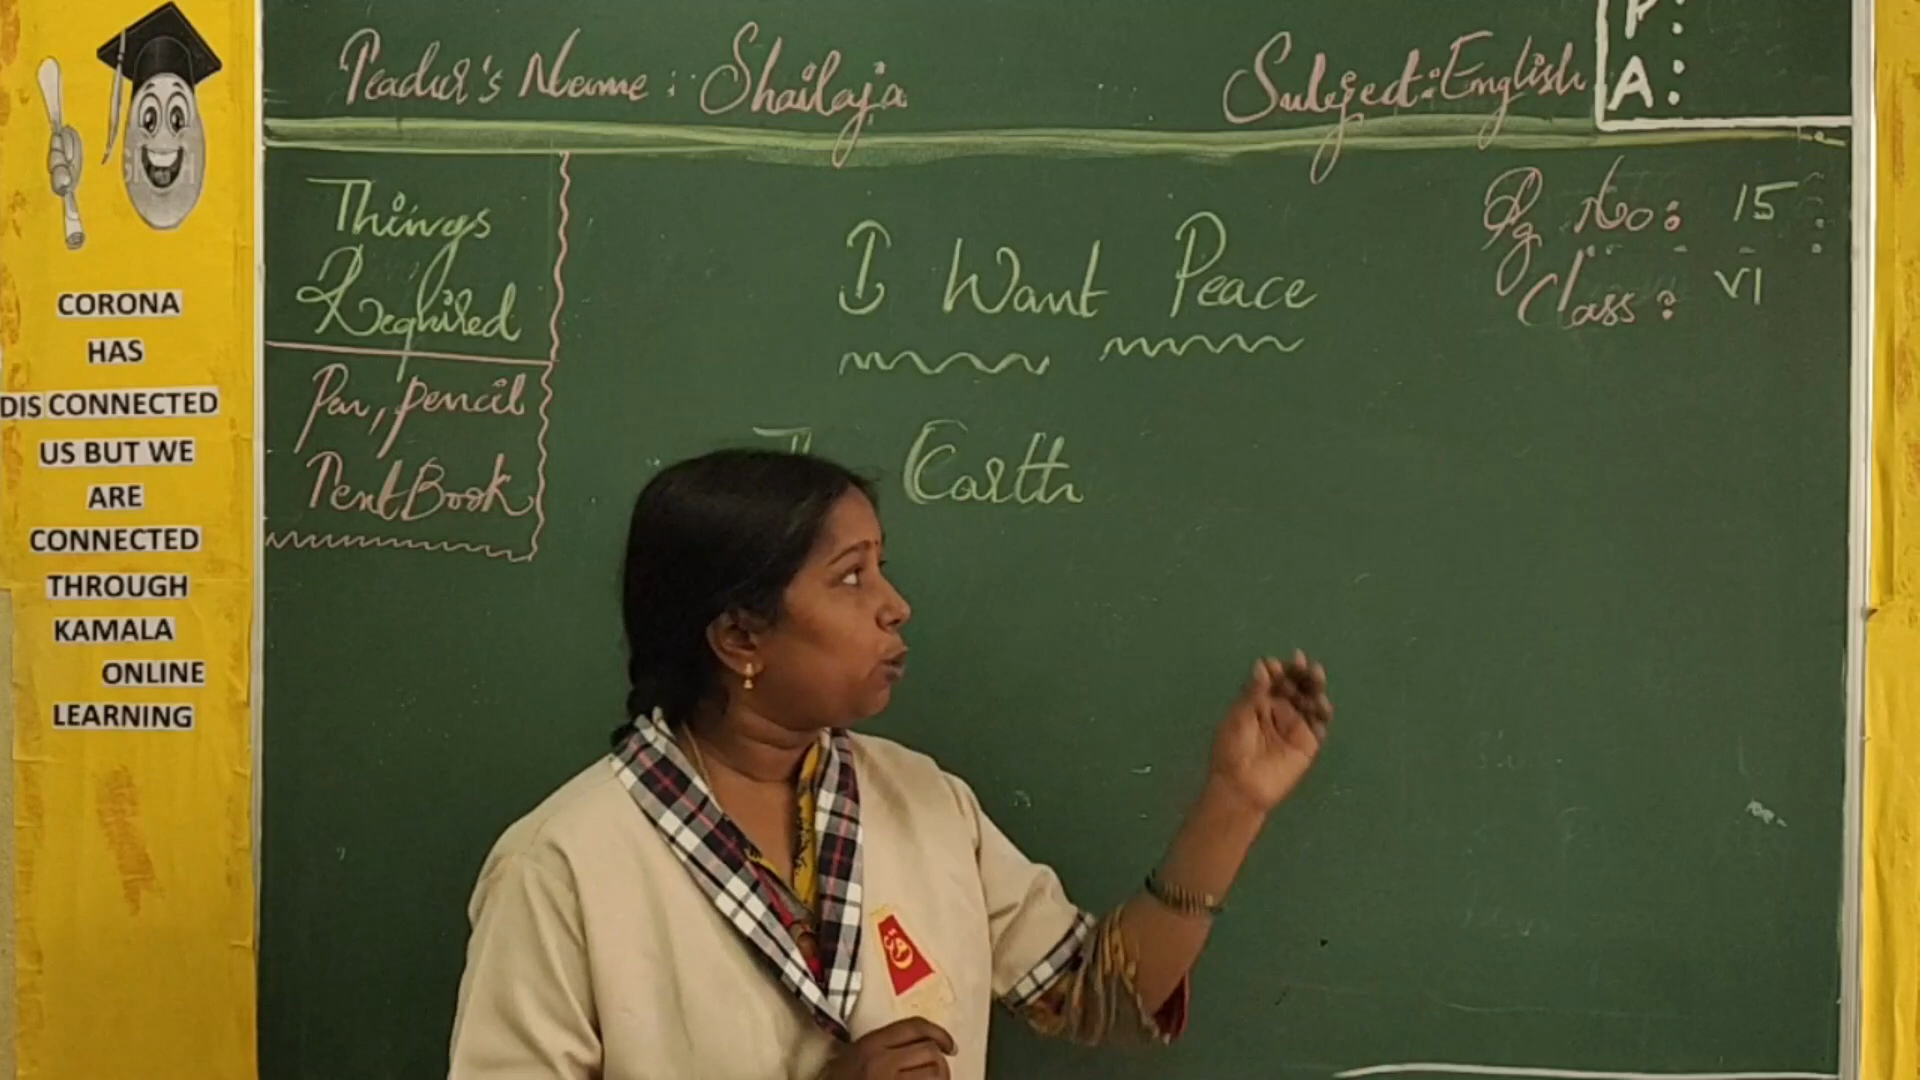 CORONA
HAS
DIS CONNECTED
US BUT WE
ARE
CONNECTED
THROUGH
KAMALA
ONLINE
LEARNING
Teacher's Name : Shailaja
Subject : English
P :
A :
Things
Required
Pen, pencil
Text Book
I Want Peace
Earth
Pg No : 15
Class : VI